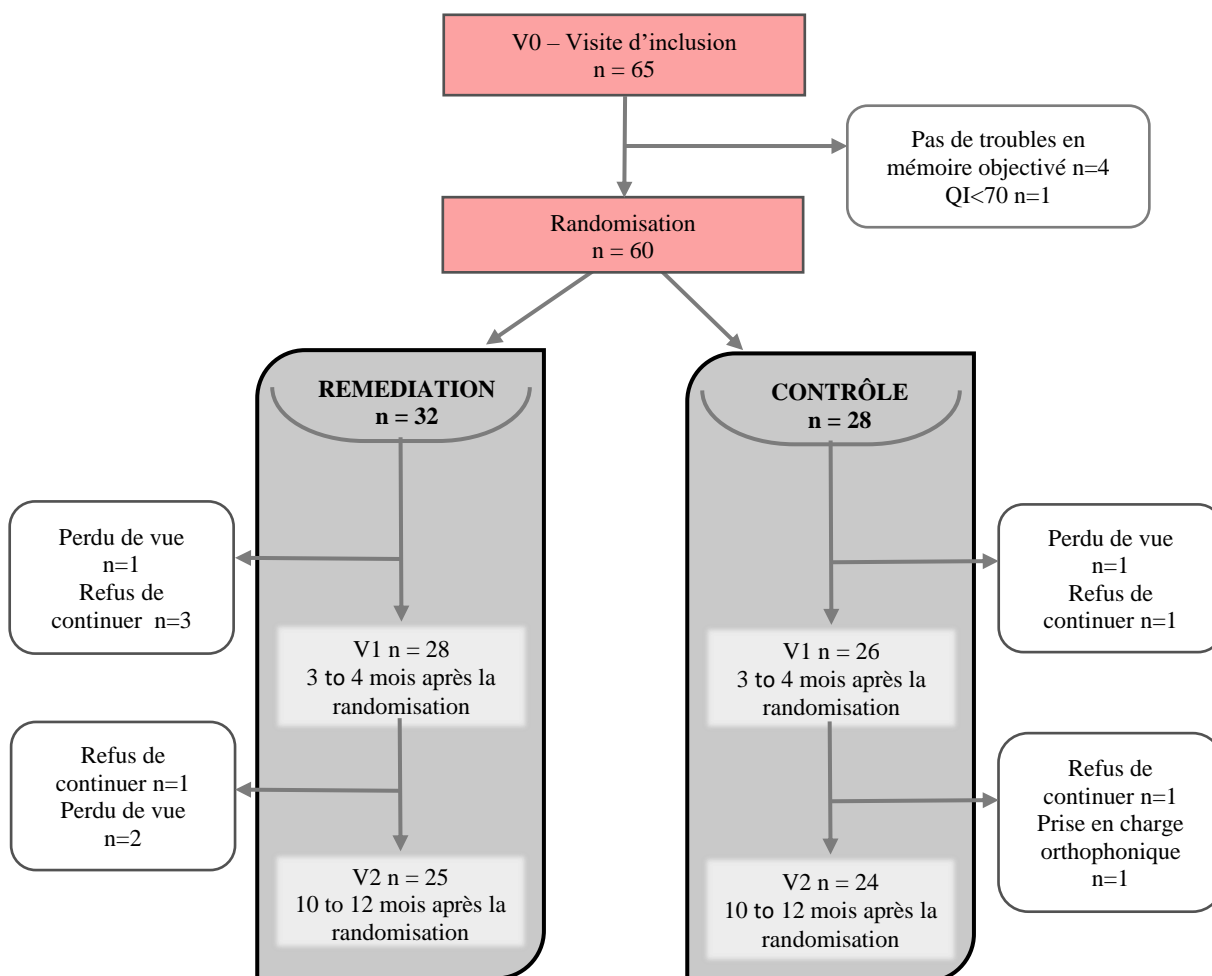 V0 – Visite d'inclusion
n = 65
Pas de troubles en
mémoire objectivé n=4
QI<70 n=1
Randomisation
n = 60
REMEDIATION
n = 32
CONTRÔLE
n = 28
Perdu de vue
n=1
Refus de
continuer n=3
Perdu de vue
n=1
Refus de
continuer n=1
V1 n = 28
3 to 4 mois après la
randomisation
V1 n = 26
3 to 4 mois après la
randomisation
Refus de
continuer n=1
Perdu de vue
n=2
Refus de
continuer n=1
Prise en charge
orthophonique
n=1
V2 n = 25
10 to 12 mois après la
randomisation
V2 n = 24
10 to 12 mois après la
randomisation